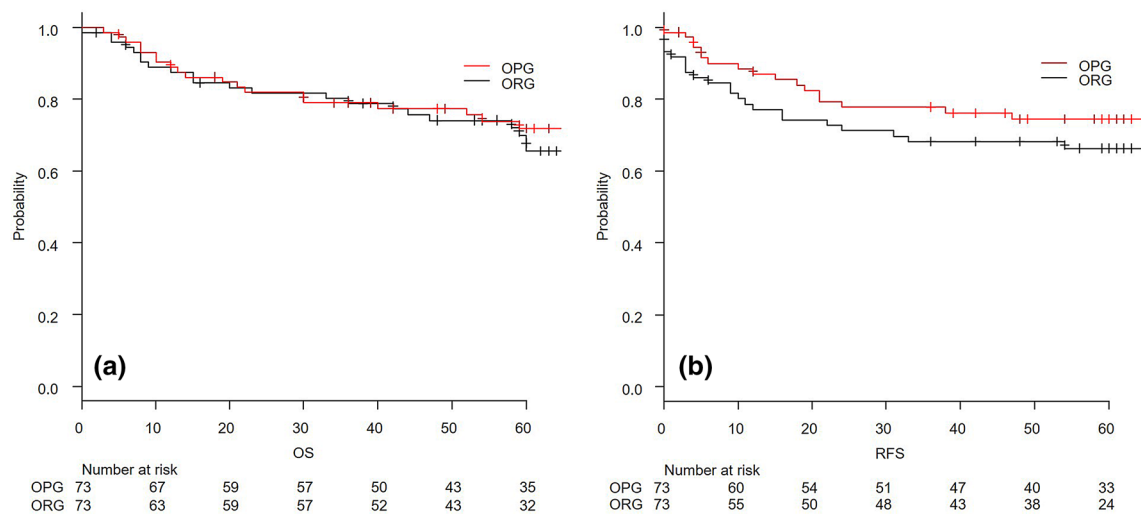 1.0
0.8
0.6
0.4
0.2
0.0
Probability
OPG
ORG
(a)
0 10 20 30 40 50 60
OS
Number at risk
OPG 73 67 59 57 50 43 35
ORG 73 63 59 57 52 43 32
1.0
0.8
0.6
0.4
0.2
0.0
Probability
OPG
ORG
(b)
0 10 20 30 40 50 60
RFS
Number at risk
OPG 73 60 54 51 47 40 33
ORG 73 55 50 48 43 38 24